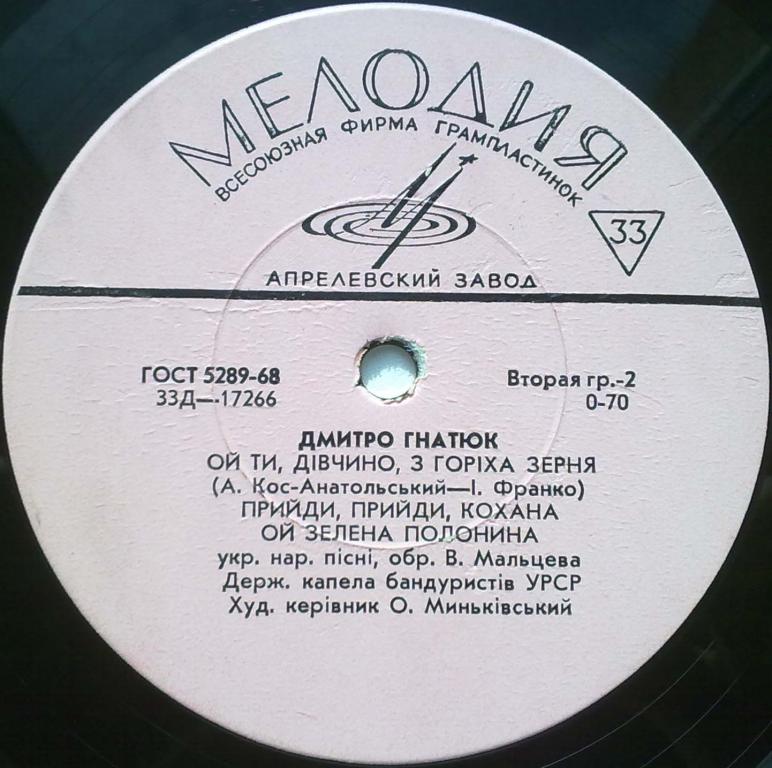 МЕЛОДИЯ
ВСЕСОЮЗНАЯ ФИРМА ГРАМПЛАСТИНОК
33
АПРЕЛЕВСКИЙ ЗАВОД
ГОСТ 5289-68
33Д—17266
Вторая гр.-2
0-70
ДМИТРО ГНАТЮК
ОЙ ТИ, ДІВЧИНО, З ГОРІХА ЗЕРНЯ
(А. Кос-Анатольський—І. Франко)
ПРИЙДИ, ПРИЙДИ, КОХАНА
ОЙ ЗЕЛЕНА ПОЛОНИНА
укр. нар. пісні, обр. В. Мальцева
Держ. капела бандуристів УРСР
Худ. керівник О. Миньківський